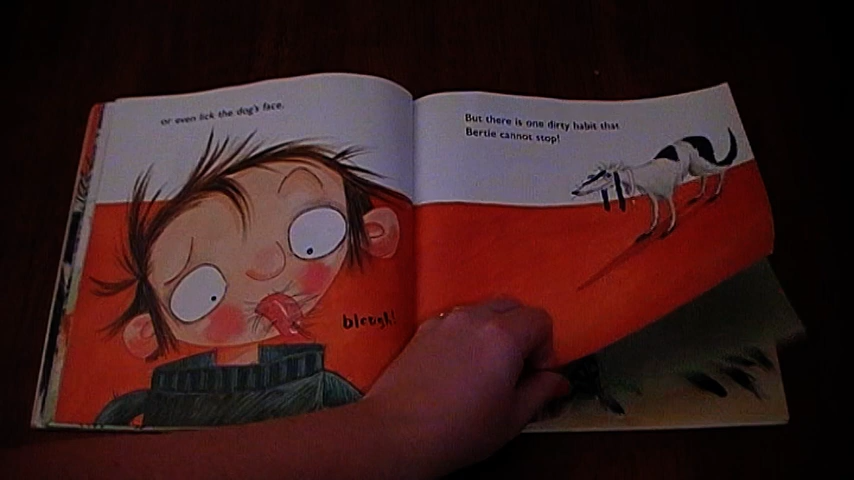 or even lick the dog's face.
bleugh!
But there is one dirty habit that
Bertie cannot stop!